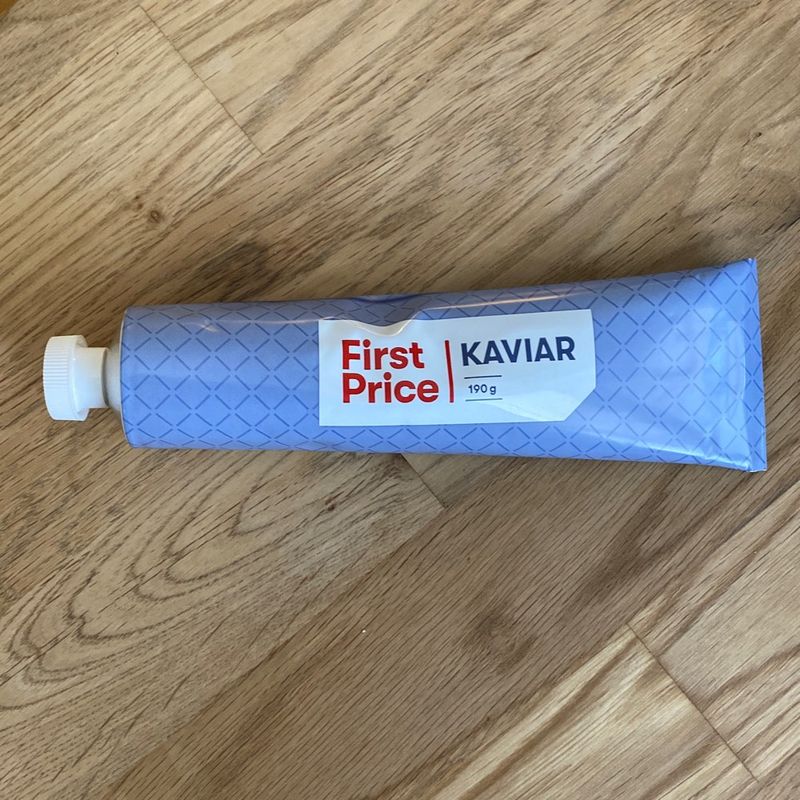 First
Price
KAVIAR
190 g